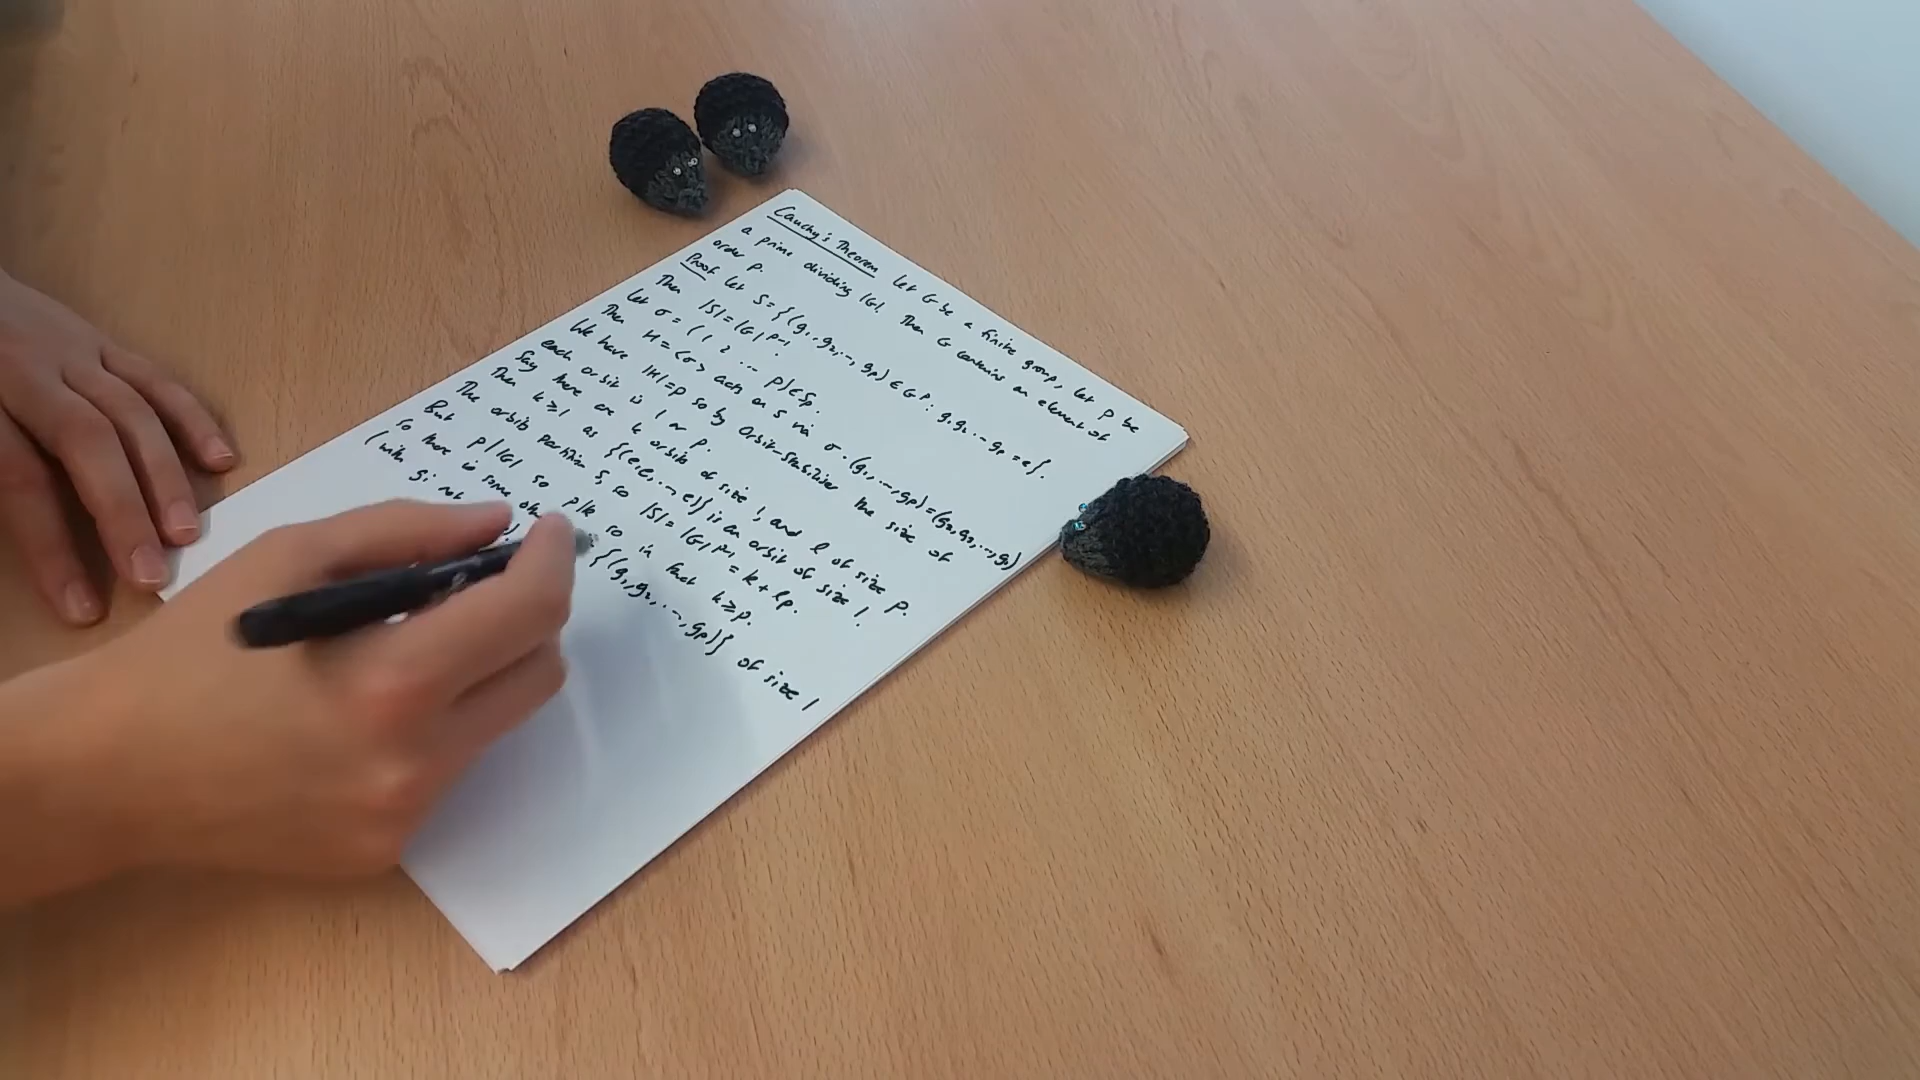 Cauchy's Theorem Let G be a finite group, let p be
a prime dividing |G|. Then G contains an element of
order p.
Proof Let S = {(g₁, g₂, ..., gₚ) ∈ Gᵖ : g₁g₂...gₚ = e}.
Then |S| = |G|ᵖ⁻¹.
Let σ = (1 2 ... p) ∈ Sₚ.
Then H = <σ> acts on S via σ·(g₁, ..., gₚ) = (g₂, g₃, ..., g₁)
We have |H| = p so by Orbit-Stabiliser the size of
each orbit is 1 or p.
Say there are k orbits of size 1, and l of size p.
Then k ≥ 1 as {(e, e, ..., e)} is an orbit of size 1.
The orbits partition S, so |S| = |G|ᵖ⁻¹ = k + lp.
But p | |G| so p|k so in fact k ≥ p.
So there is some {(g₁, g₂, ..., gₚ)} of size 1
(with gᵢ not